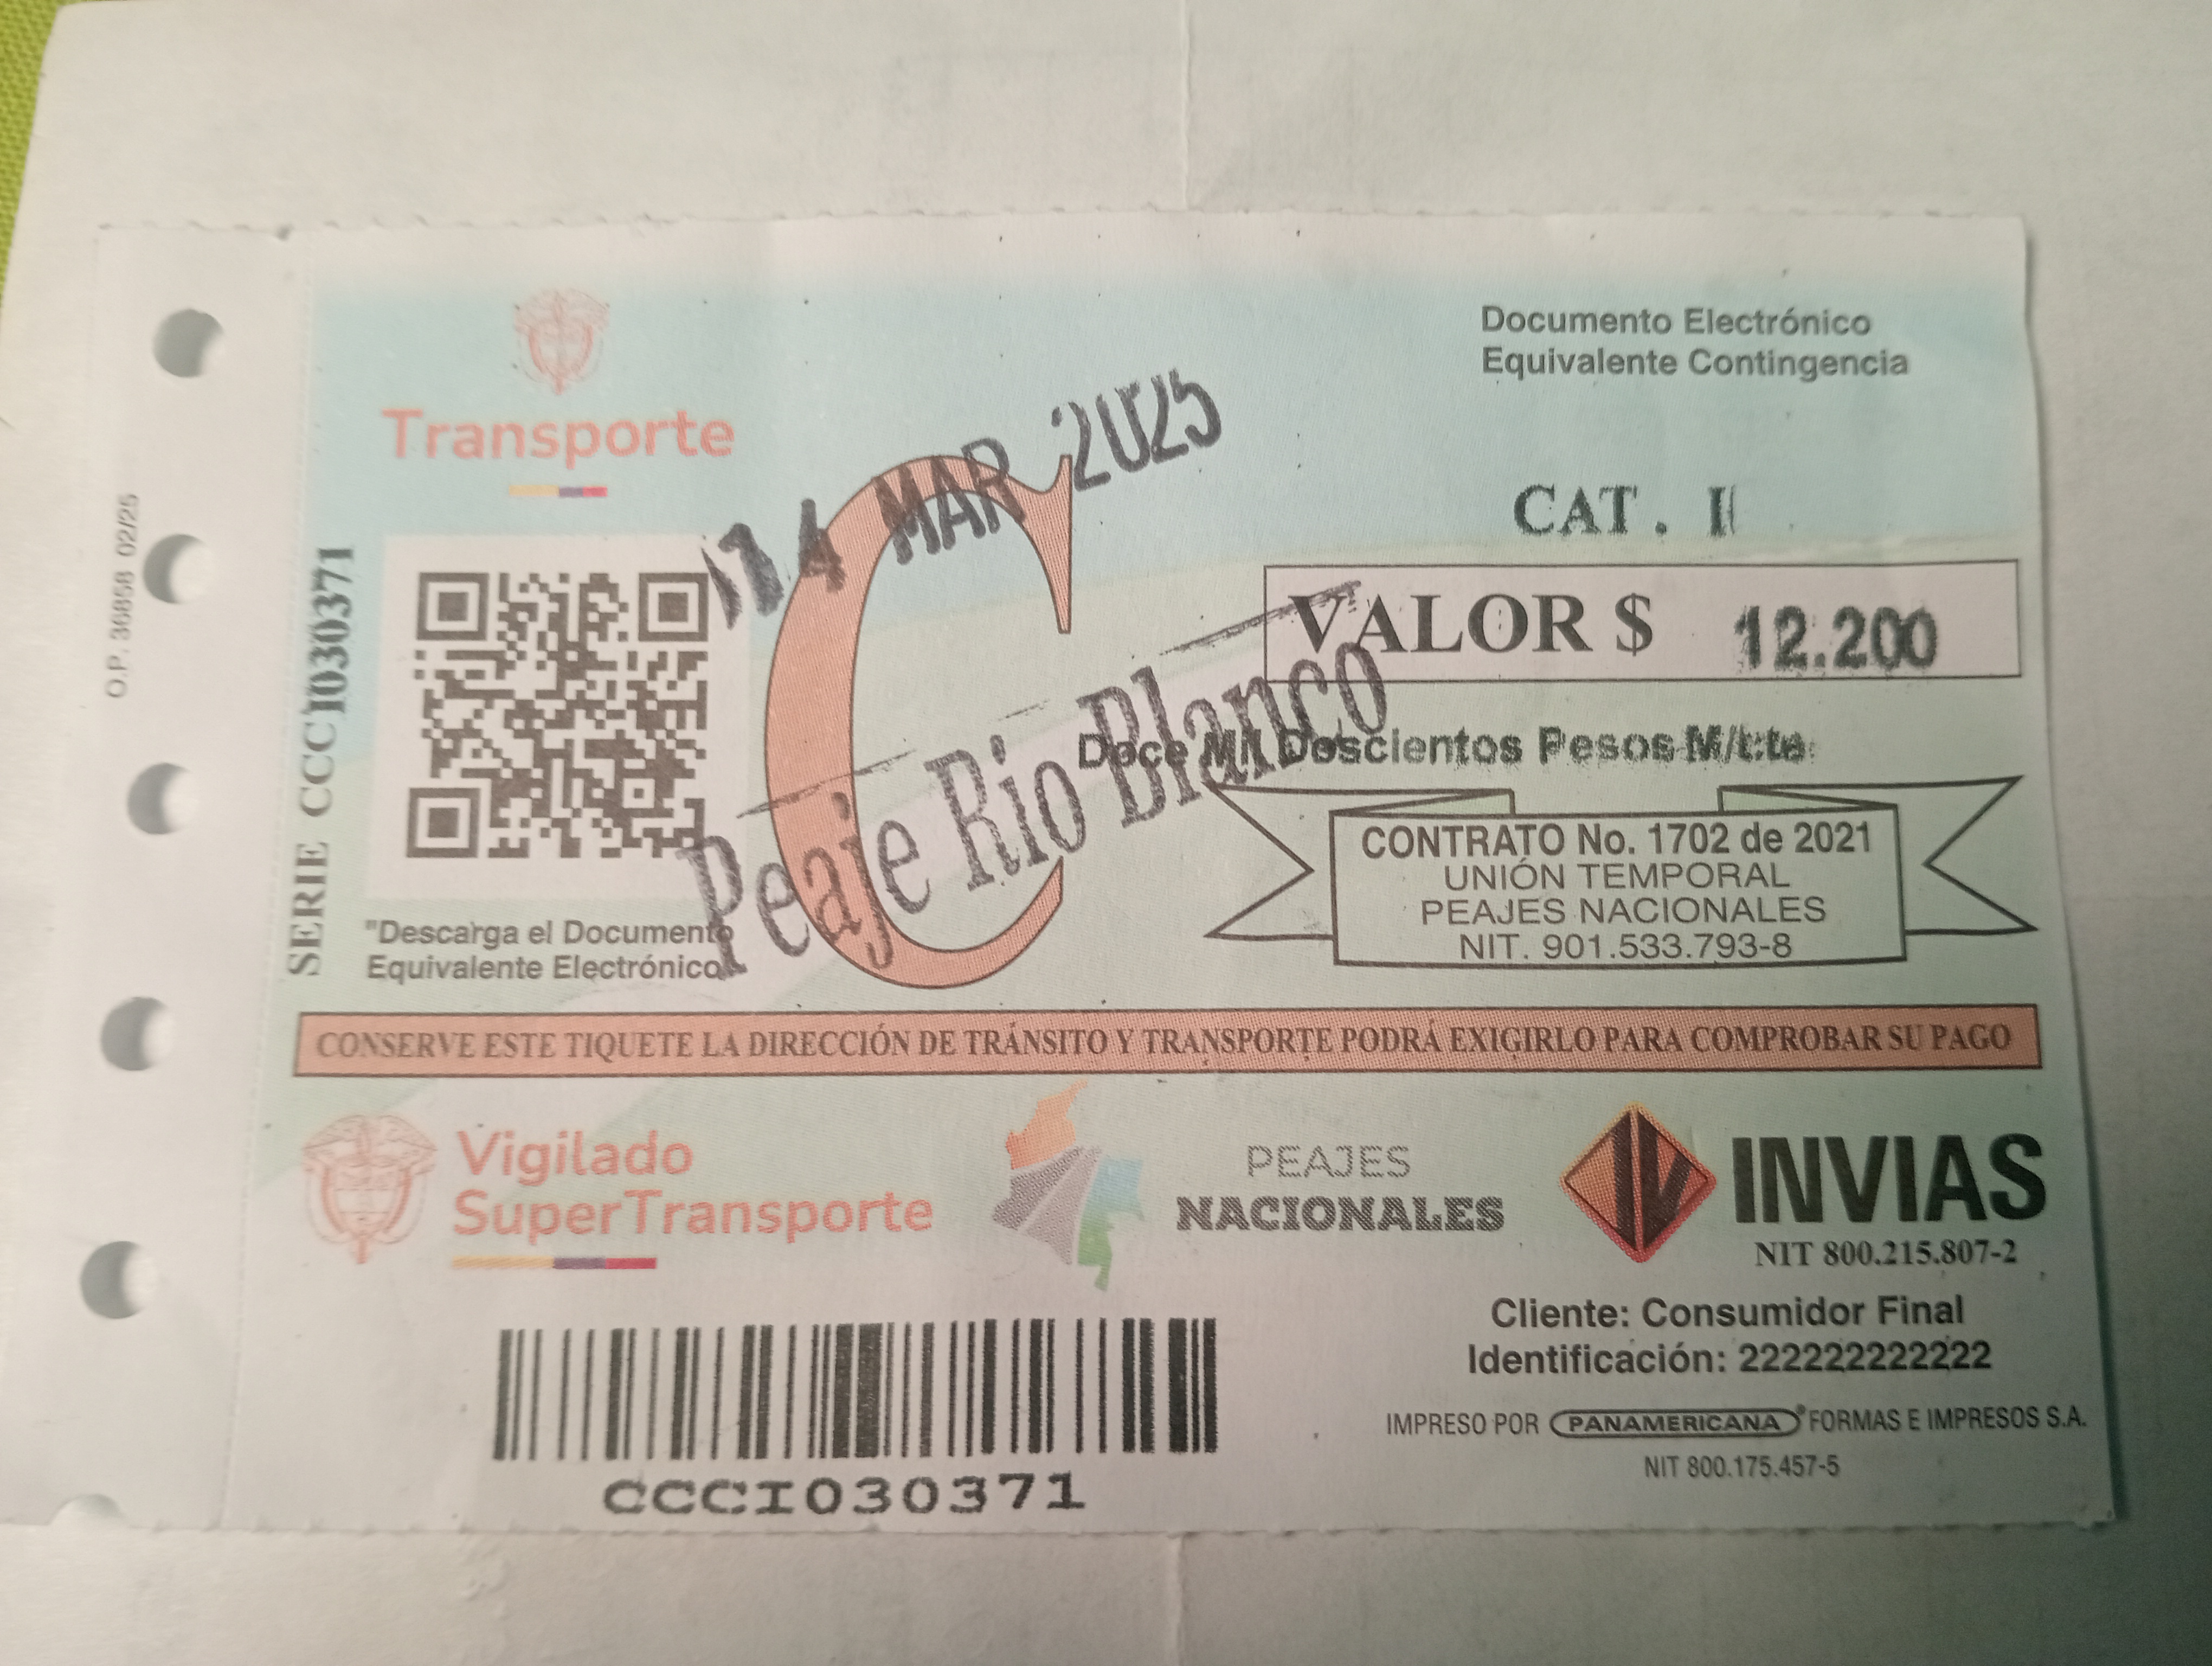 Documento Electrónico
Equivalente Contingencia
Transporte
14 MAR 2025
CAT. I
O.P. 36858 02/25
SERIE CCCI030371
VALOR $ 12.200
Doce Mil Doscientos Pesos M/cte
Peaje Rio Blanco
CONTRATO No. 1702 de 2021
UNIÓN TEMPORAL
PEAJES NACIONALES
NIT. 901.533.793-8
C
"Descarga el Documento
Equivalente Electrónico"
CONSERVE ESTE TIQUETE LA DIRECCIÓN DE TRÁNSITO Y TRANSPORTE PODRÁ EXIGIRLO PARA COMPROBAR SU PAGO
Vigilado
SuperTransporte
PEAJES
NACIONALES
INVIAS
NIT 800.215.807-2
Cliente: Consumidor Final
Identificación: 222222222222
IMPRESO POR PANAMERICANA® FORMAS E IMPRESOS S.A.
NIT 800.175.457-5
CCCI030371